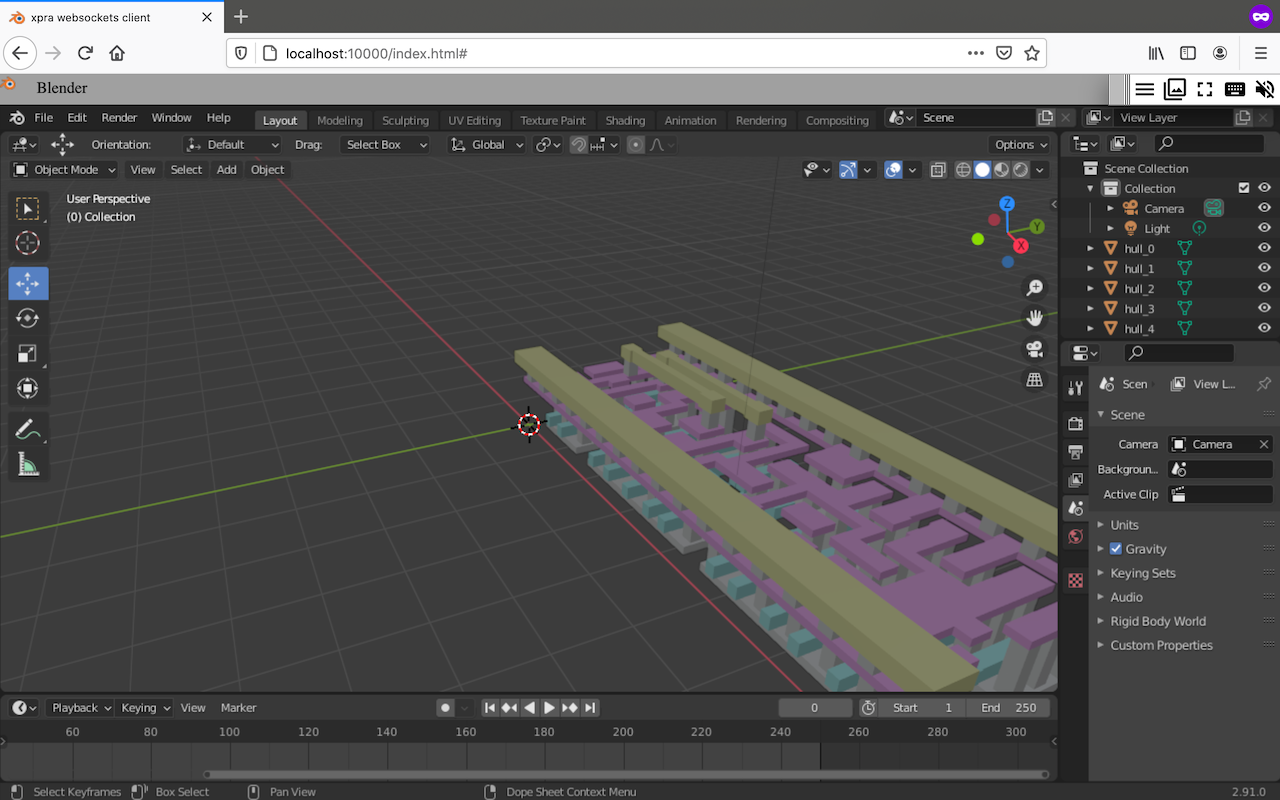 xpra websockets client
localhost:10000/index.html#
Blender
File Edit Render Window Help Layout Modeling Sculpting UV Editing Texture Paint Shading Animation Rendering Compositing Scene View Layer
Orientation: Default Drag: Select Box Global Options
Object Mode View Select Add Object
User Perspective
(0) Collection
Z
Y
X
Scene Collection
Collection
Camera
Light
hull_0
hull_1
hull_2
hull_3
hull_4
Scen View L...
Scene
Camera Camera
Backgroun...
Active Clip
Units
Gravity
Keying Sets
Audio
Rigid Body World
Custom Properties
Playback Keying View Marker 0 Start 1 End 250
60 80 100 120 140 160 180 200 220 240 260 280 300
Select Keyframes Box Select Pan View Dope Sheet Context Menu 2.91.0